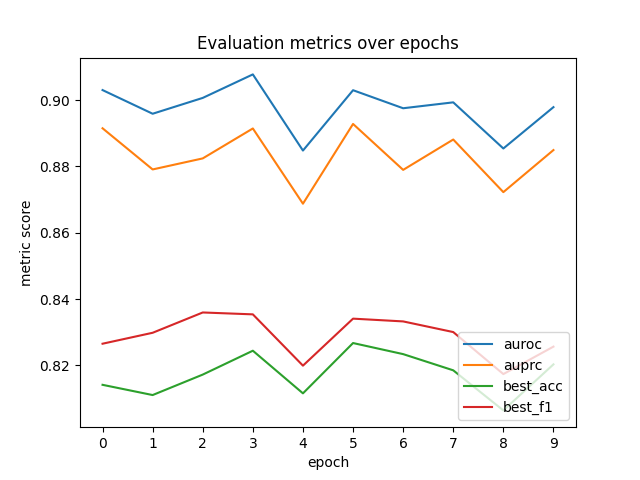 Evaluation metrics over epochs
metric score
0.90
0.88
0.86
0.84
0.82
auroc
auprc
best_acc
best_f1
0 1 2 3 4 5 6 7 8 9
epoch